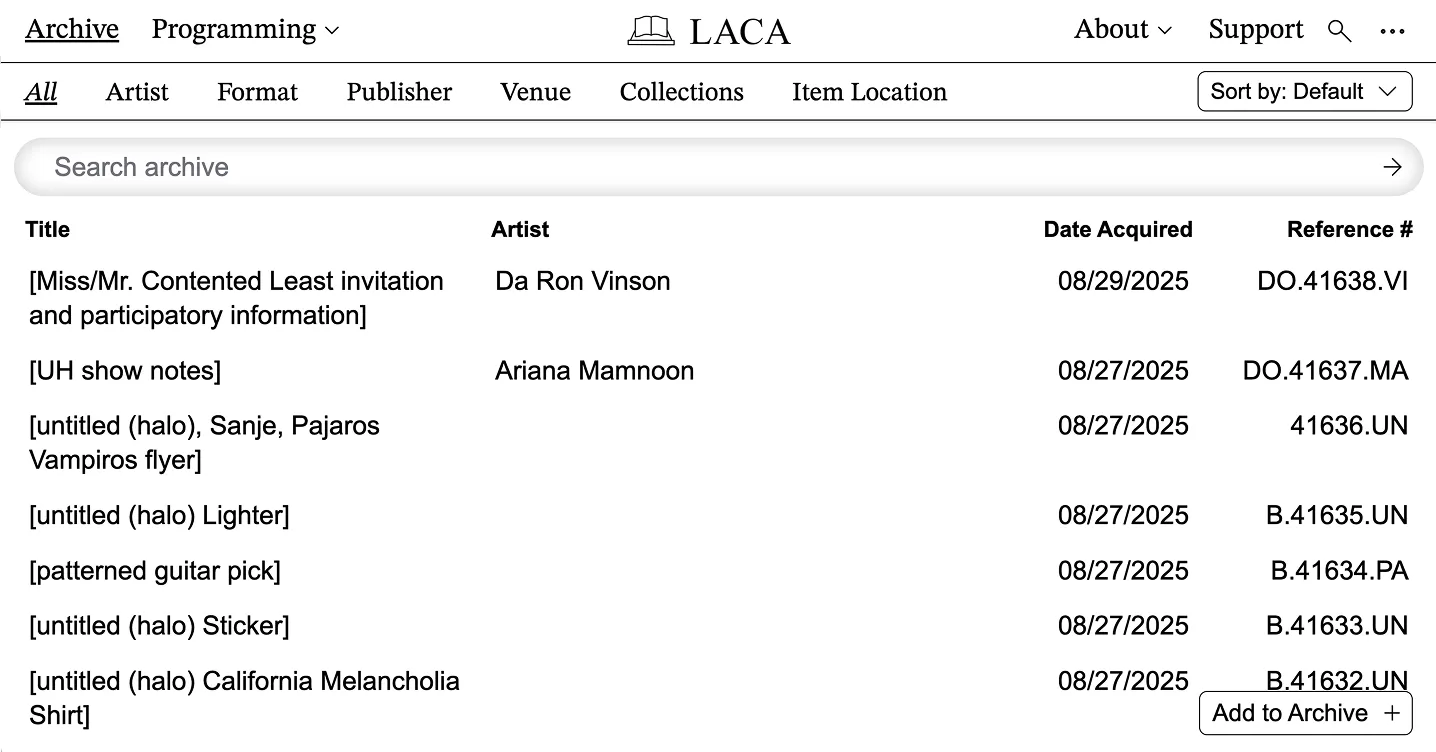 Archive Programming LACA About Support ...
All Artist Format Publisher Venue Collections Item Location Sort by: Default
Search archive →
Title Artist Date Acquired Reference #
[Miss/Mr. Contented Least invitation Da Ron Vinson 08/29/2025 DO.41638.VI
and participatory information]
[UH show notes] Ariana Mamnoon 08/27/2025 DO.41637.MA
[untitled (halo), Sanje, Pajaros 08/27/2025 41636.UN
Vampiros flyer]
[untitled (halo) Lighter] 08/27/2025 B.41635.UN
[patterned guitar pick] 08/27/2025 B.41634.PA
[untitled (halo) Sticker] 08/27/2025 B.41633.UN
[untitled (halo) California Melancholia 08/27/2025 B.41632.UN
Shirt] Add to Archive +